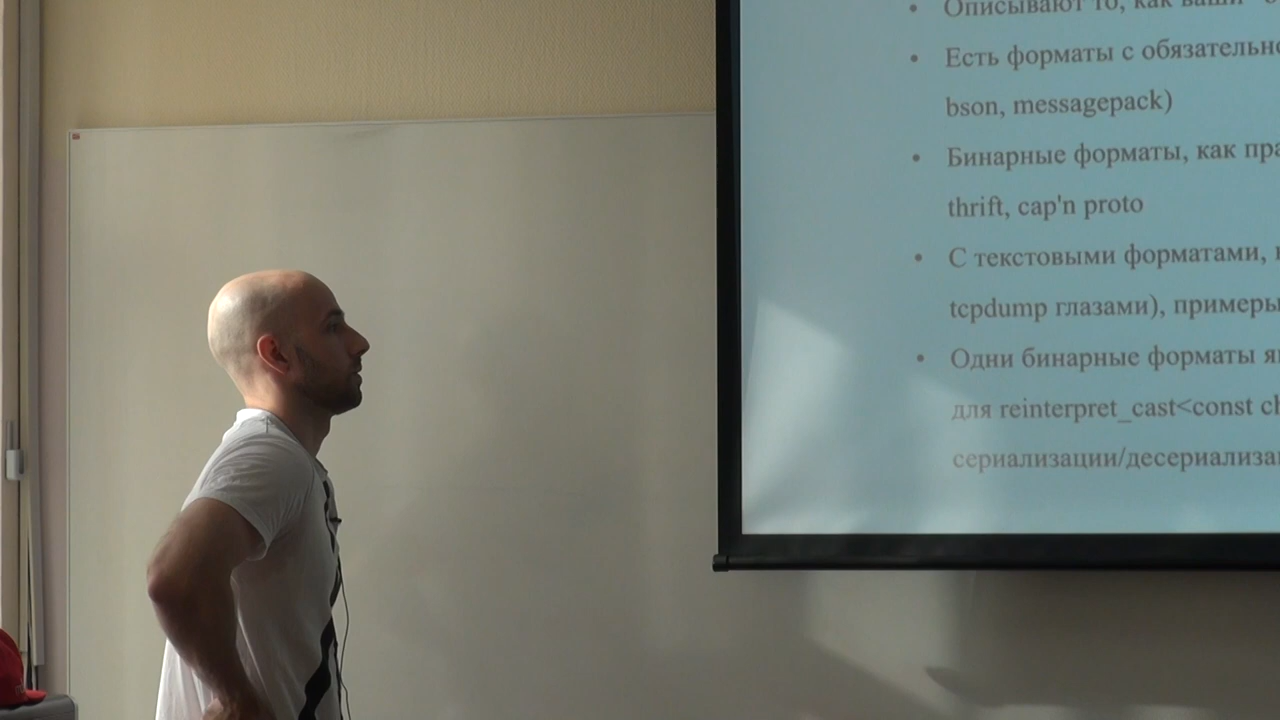 • Описывают то, как ваши
• Есть форматы с обязательно
bson, messagepack)
• Бинарные форматы, как пра
thrift, cap'n proto
• С текстовыми форматами,
tcpdump глазами), примеры
• Одни бинарные форматы я
для reinterpret_cast<const ch
сериализации/десериализа